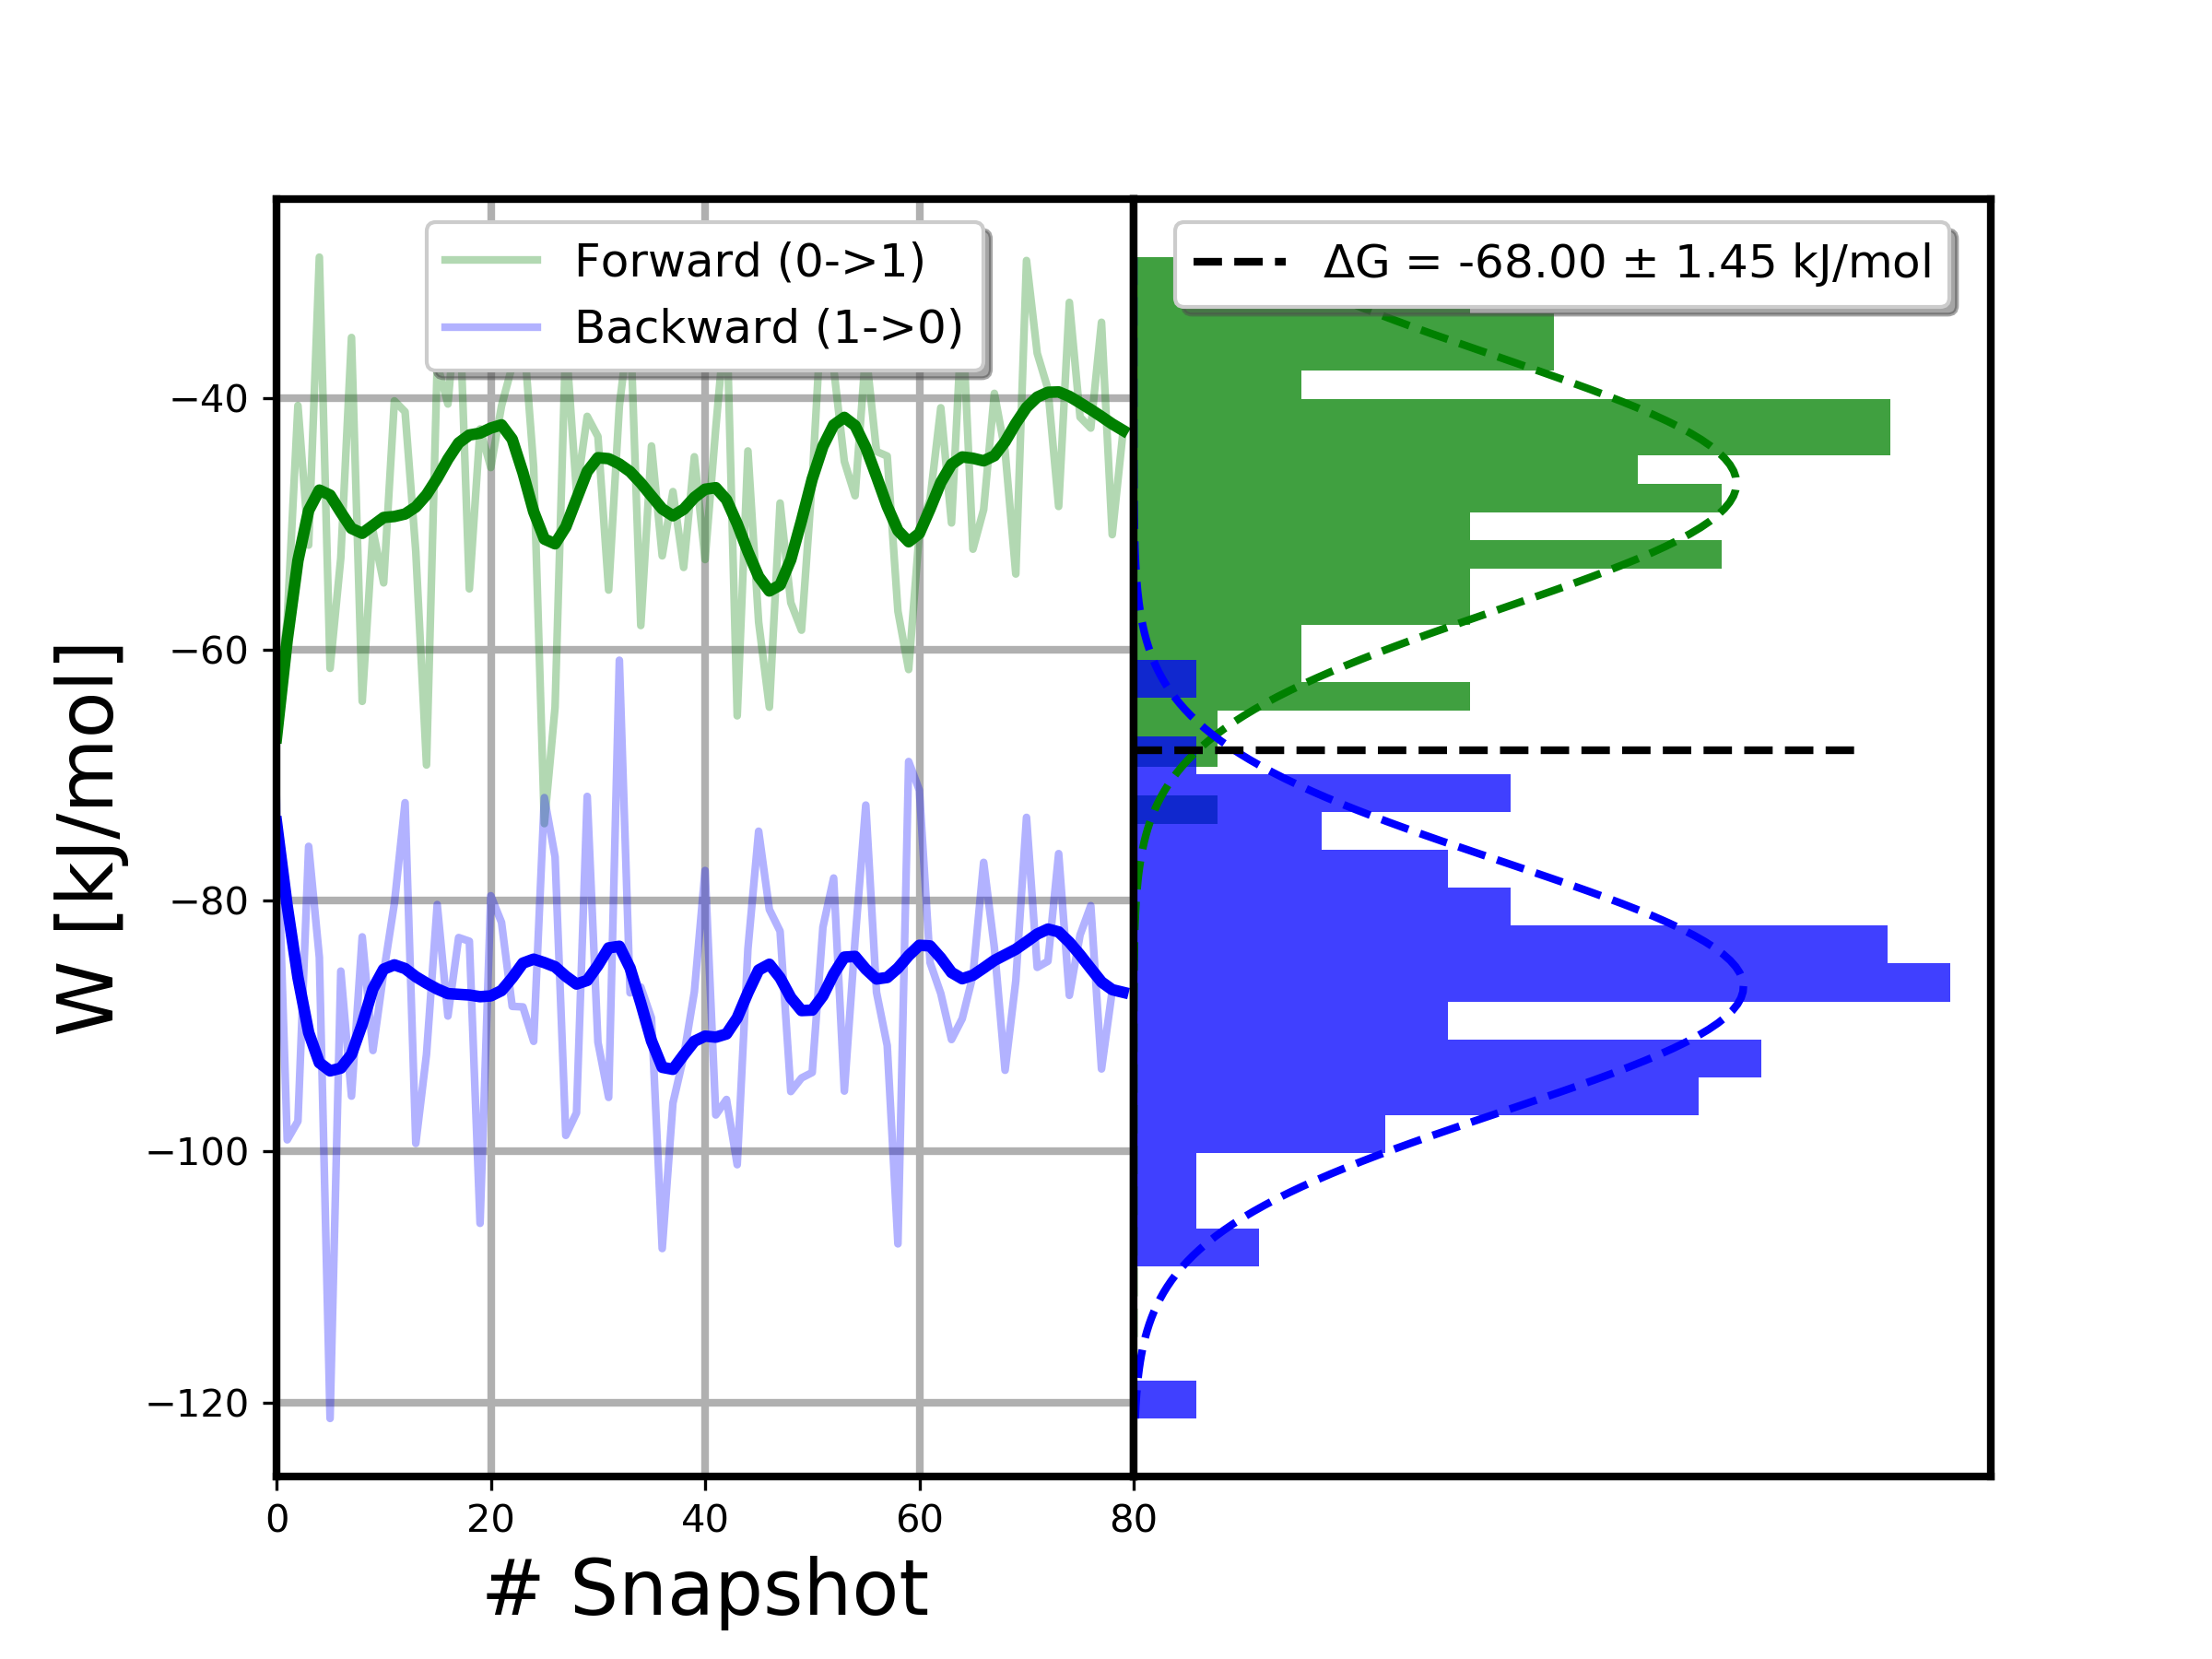 Forward (0->1)
Backward (1->0)
ΔG = -68.00 ± 1.45 kJ/mol
W [kJ/mol]
−40
−60
−80
−100
−120
0 20 40 60 80
# Snapshot